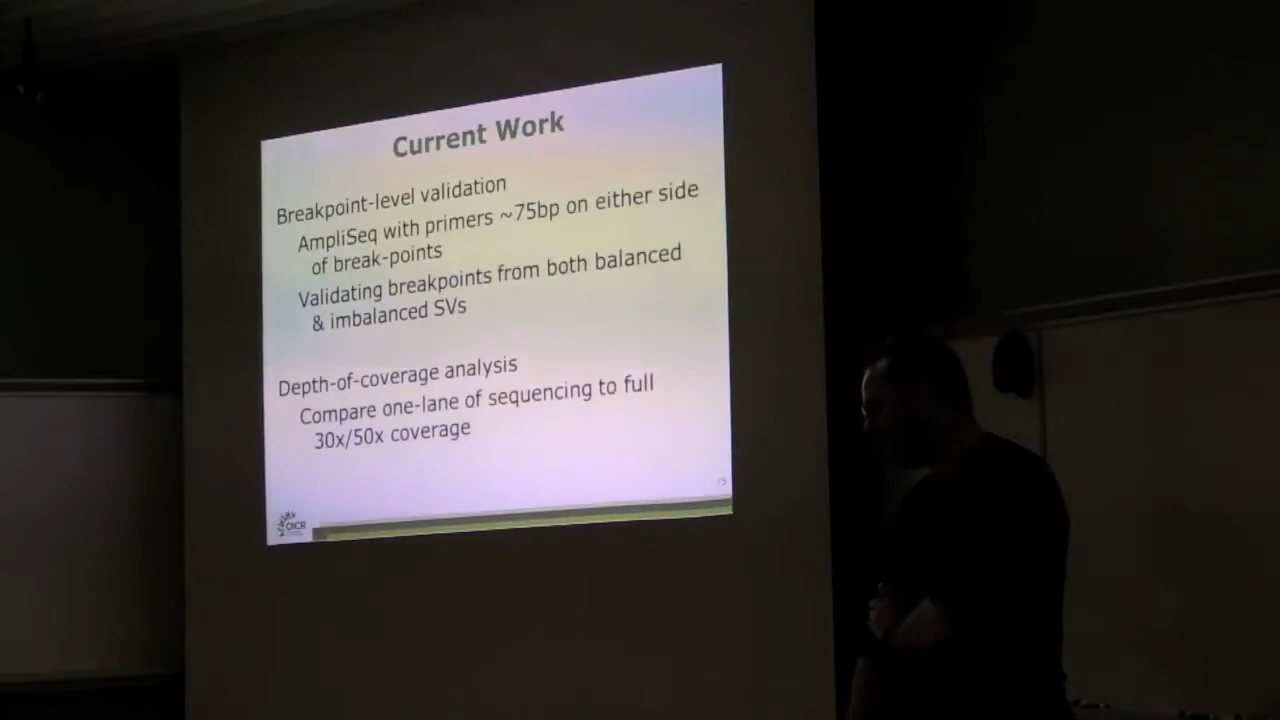 Current Work
Breakpoint-level validation
AmpliSeq with primers ~75bp on either side
of break-points
Validating breakpoints from both balanced
& imbalanced SVs
Depth-of-coverage analysis
Compare one-lane of sequencing to full
30x/50x coverage
OICR